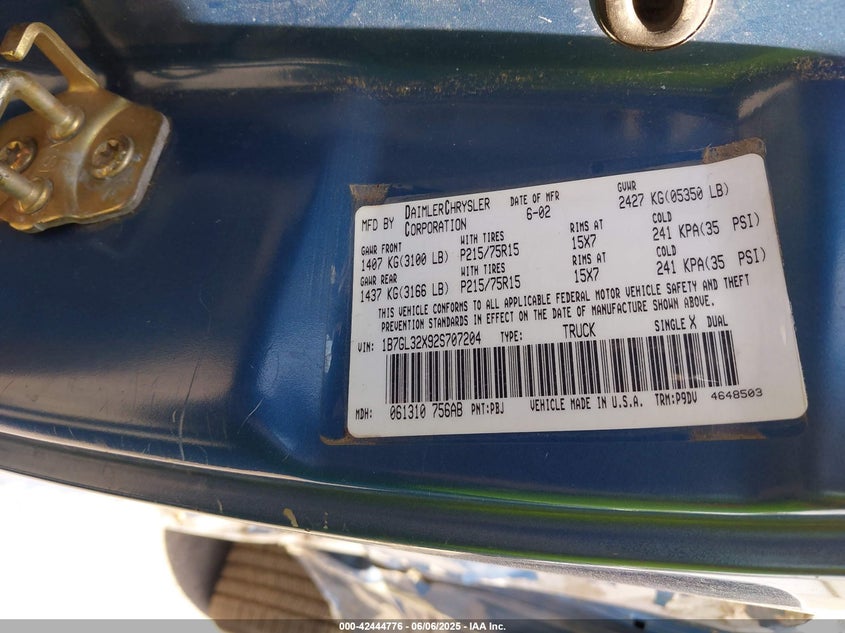 MFD BY DAIMLERCHRYSLER CORPORATION DATE OF MFR 6-02 GVWR 2427 KG(05350 LB)
GAWR FRONT WITH TIRES RIMS AT COLD
1407 KG(3100 LB) P215/75R15 15X7 241 KPA(35 PSI)
GAWR REAR WITH TIRES RIMS AT COLD
1437 KG(3166 LB) P215/75R15 15X7 241 KPA(35 PSI)
THIS VEHICLE CONFORMS TO ALL APPLICABLE FEDERAL MOTOR VEHICLE SAFETY AND THEFT
PREVENTION STANDARDS IN EFFECT ON THE DATE OF MANUFACTURE SHOWN ABOVE.
VIN: 1B7GL32X92S707204 TYPE: TRUCK SINGLE X DUAL
MDH: 061310 756AB PNT:PBJ VEHICLE MADE IN U.S.A. TRM:P9DV 4648503
000-42444776 - 06/06/2025 - IAA Inc.